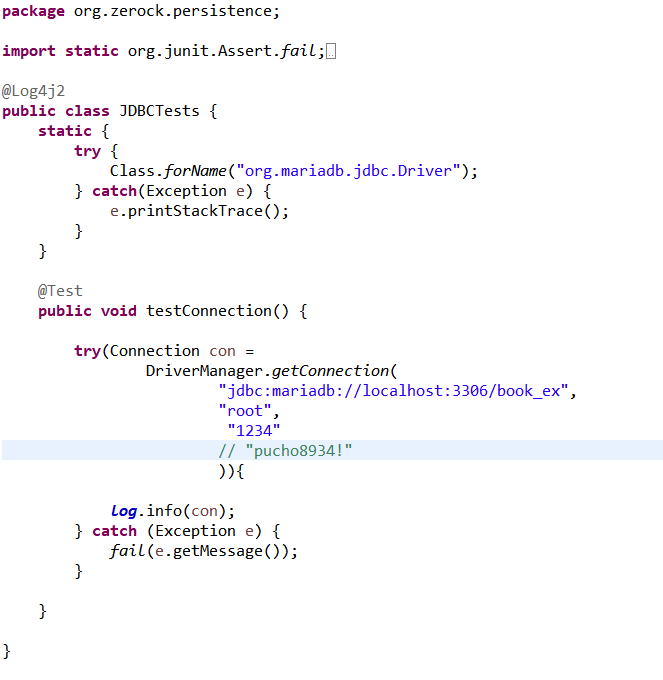 package org.zerock.persistence;
import static org.junit.Assert.fail;
@Log4j2
public class JDBCTests {
static {
try {
Class.forName("org.mariadb.jdbc.Driver");
} catch(Exception e) {
e.printStackTrace();
}
}
@Test
public void testConnection() {
try(Connection con =
DriverManager.getConnection(
"jdbc:mariadb://localhost:3306/book_ex",
"root",
"1234"
// "pucho8934!"
)){
log.info(con);
} catch (Exception e) {
fail(e.getMessage());
}
}
}